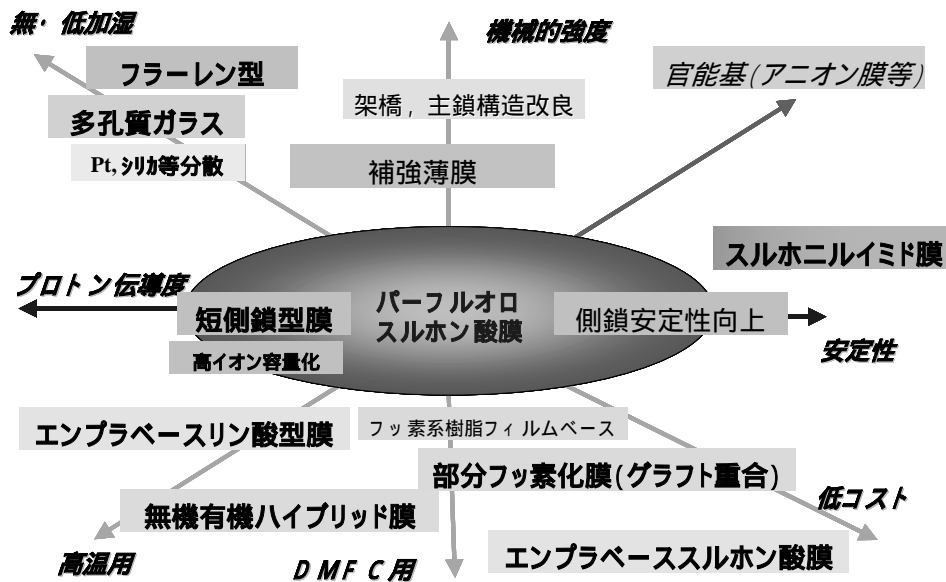 無・低加湿
機械的強度
フラーレン型
官能基(アニオン膜等)
架橋, 主鎖構造改良
多孔質ガラス
Pt, シリカ等分散
補強薄膜
スルホニルイミド膜
プロトン伝導度
短側鎖型膜
パーフルオロ
スルホン酸膜
側鎖安定性向上
安定性
高イオン容量化
エンプラベースリン酸型膜
フッ素系樹脂フィルムベース
部分フッ素化膜(グラフト重合)
低コスト
無機有機ハイブリッド膜
エンプラベーススルホン酸膜
高温用
DMFC用